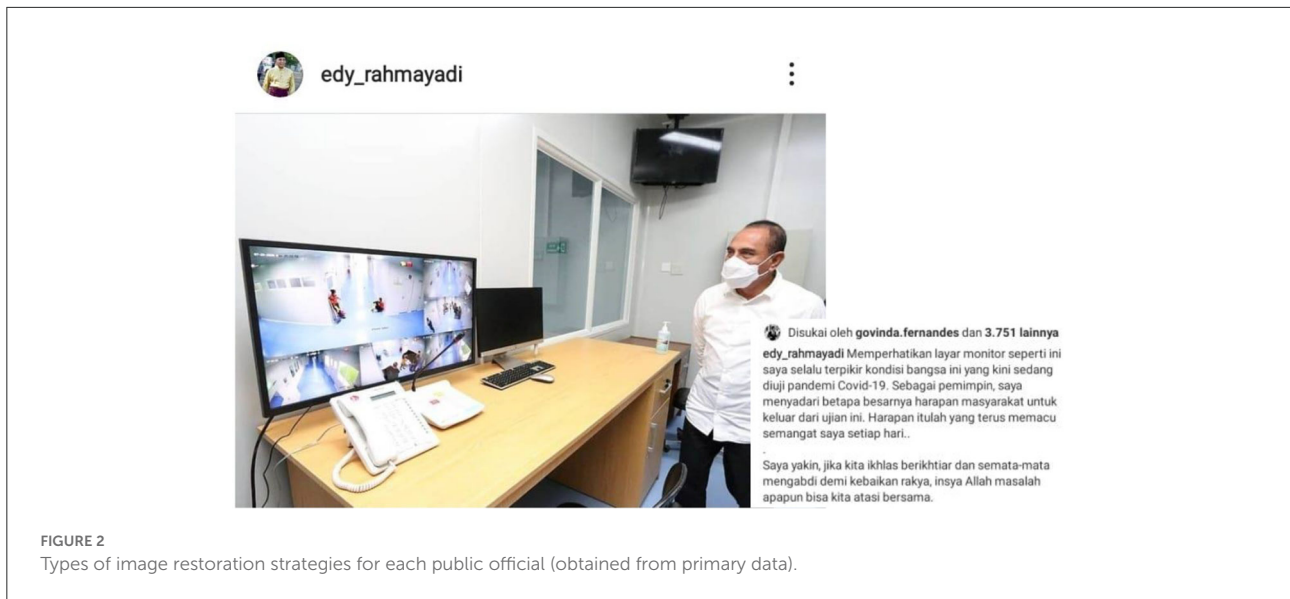 edy_rahmayadi
Disukai oleh govinda.fernandes dan 3.751 lainnya
edy_rahmayadi Memperhatikan layar monitor seperti ini
saya selalu terpikir kondisi bangsa ini yang kini sedang
diuji pandemi Covid-19. Sebagai pemimpin, saya
menyadari betapa besarnya harapan masyarakat untuk
keluar dari ujian ini. Harapan itulah yang terus memacu
semangat saya setiap hari..
.
Saya yakin, jika kita ikhlas berikhtiar dan semata-mata
mengabdi demi kebaikan rakya, insya Allah masalah
apapun bisa kita atasi bersama.
FIGURE 2
Types of image restoration strategies for each public official (obtained from primary data).